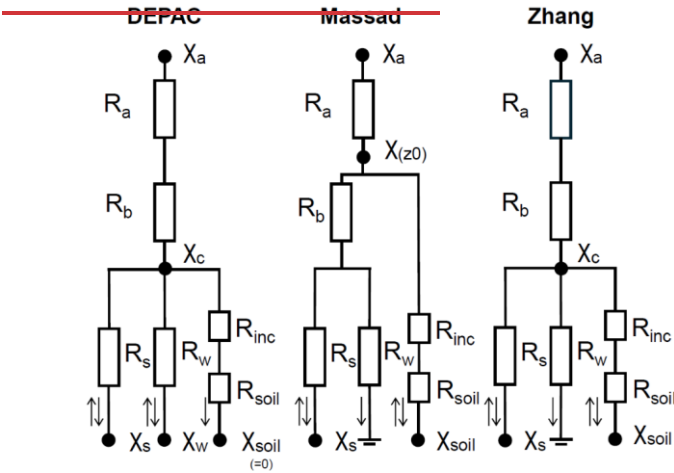 DEPAC Massad Zhang
Xa Xa Xa
Ra Ra Ra
X(z0)
Rb Rb Rb
Xc Xc
Rinc Rinc Rinc
Rs Rw Rs Rw Rs Rw
Rsoil Rsoil Rsoil
Xs Xw Xsoil Xs Xsoil Xs Xsoil
(=0)